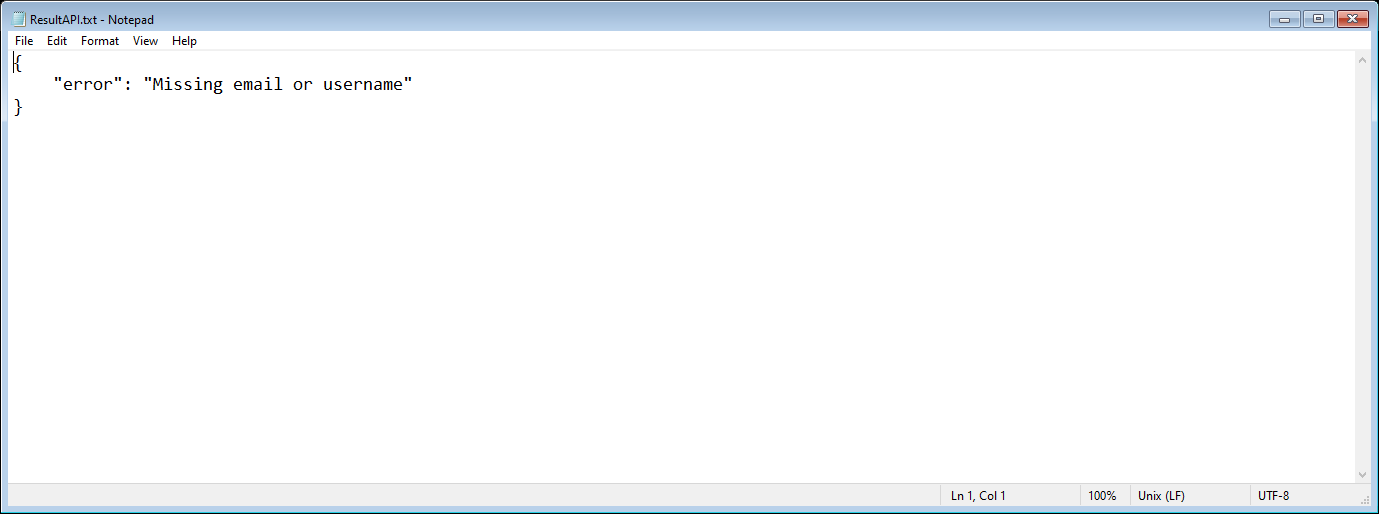 ResultAPI.txt - Notepad
File Edit Format View Help
{
    "error": "Missing email or username"
}
Ln 1, Col 1 100% Unix (LF) UTF-8